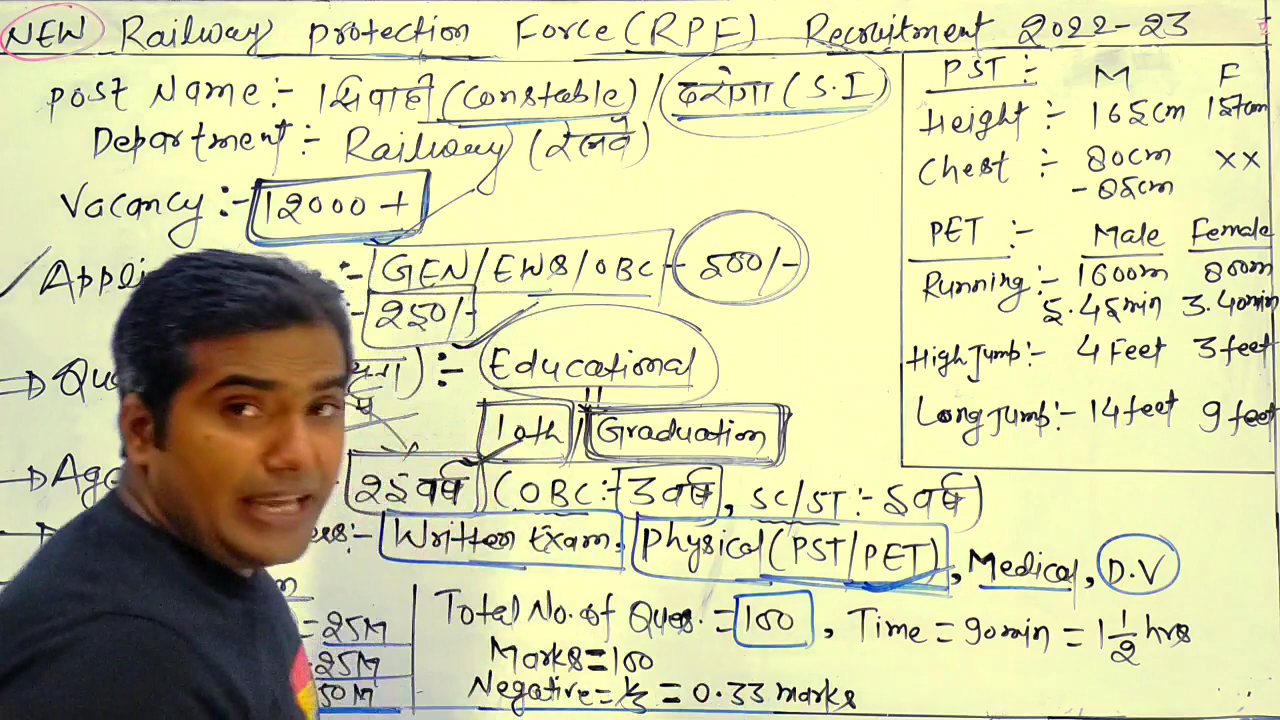 NEW Railway protection Force (RPF) Recruitment 2022-23
Post Name:- सिपाही (Constable) / दरोगा (S.I)
Department:- Railway (रेलवे)
Vacancy:- 12000 +
:- GEN/EWS/OBC - 500/-
:- 250/-
:- Educational
10th / Graduation
25 वर्ष (OBC:- 3 वर्ष, SC/ST:- 5 वर्ष)
:- Written Exam, Physical (PST/PET), Medical, D.V
= 25M
= 25M
50M
Total No. of Ques. = 100, Time = 90 min = 1 1/2 hrs
Marks = 100
Negative = 1/3 = 0.33 marks
PST:- M F
Height:- 165cm 157cm
Chest:- 80cm ××
- 85cm
PET:- Male Female
Running:- 1600m 800m
5.45min 3.40min
High Jump:- 4 Feet 3 feet
Long Jump:- 14 feet 9 feet